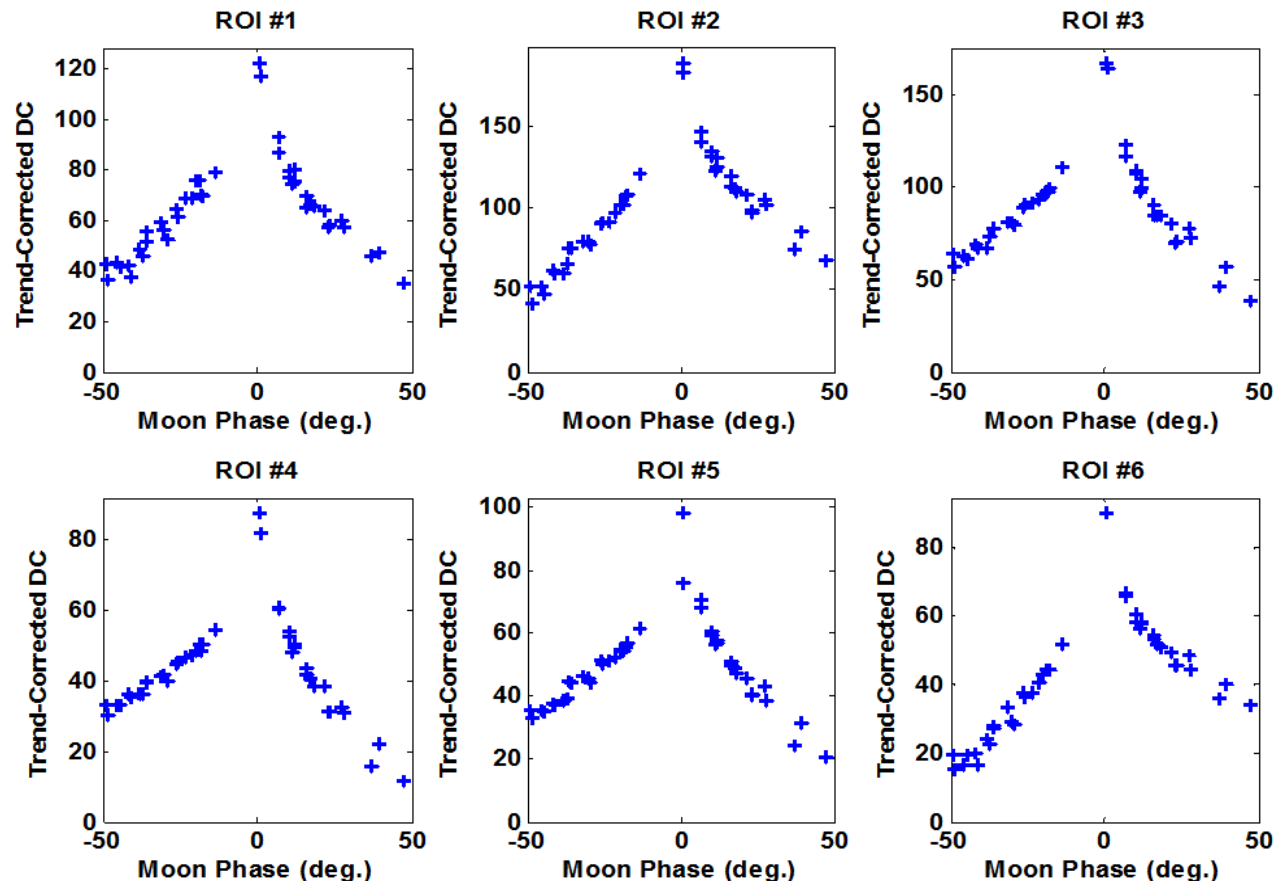 ROI #1
Trend-Corrected DC
120
100
80
60
40
20
0
-50 0 50
Moon Phase (deg.)
ROI #2
Trend-Corrected DC
150
100
50
0
-50 0 50
Moon Phase (deg.)
ROI #3
Trend-Corrected DC
150
100
50
0
-50 0 50
Moon Phase (deg.)
ROI #4
Trend-Corrected DC
80
60
40
20
0
-50 0 50
Moon Phase (deg.)
ROI #5
Trend-Corrected DC
100
80
60
40
20
0
-50 0 50
Moon Phase (deg.)
ROI #6
Trend-Corrected DC
80
60
40
20
0
-50 0 50
Moon Phase (deg.)